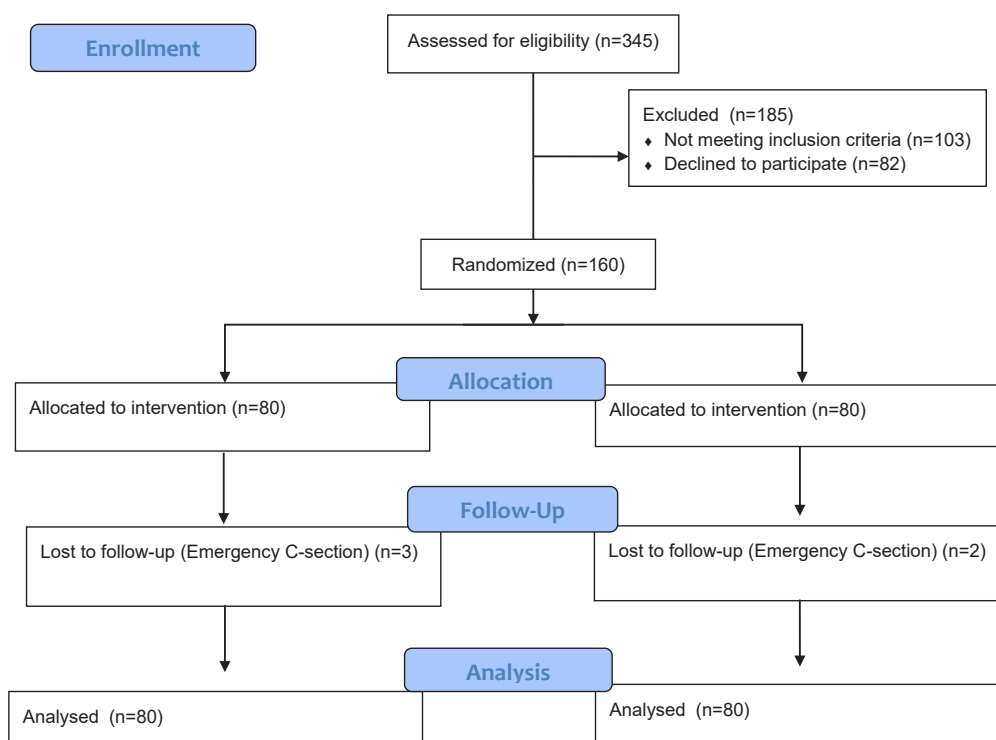 Enrollment
Assessed for eligibility (n=345)
Excluded (n=185)
♦ Not meeting inclusion criteria (n=103)
♦ Declined to participate (n=82)
Randomized (n=160)
Allocation
Allocated to intervention (n=80)
Allocated to intervention (n=80)
Follow-Up
Lost to follow-up (Emergency C-section) (n=3)
Lost to follow-up (Emergency C-section) (n=2)
Analysis
Analysed (n=80)
Analysed (n=80)